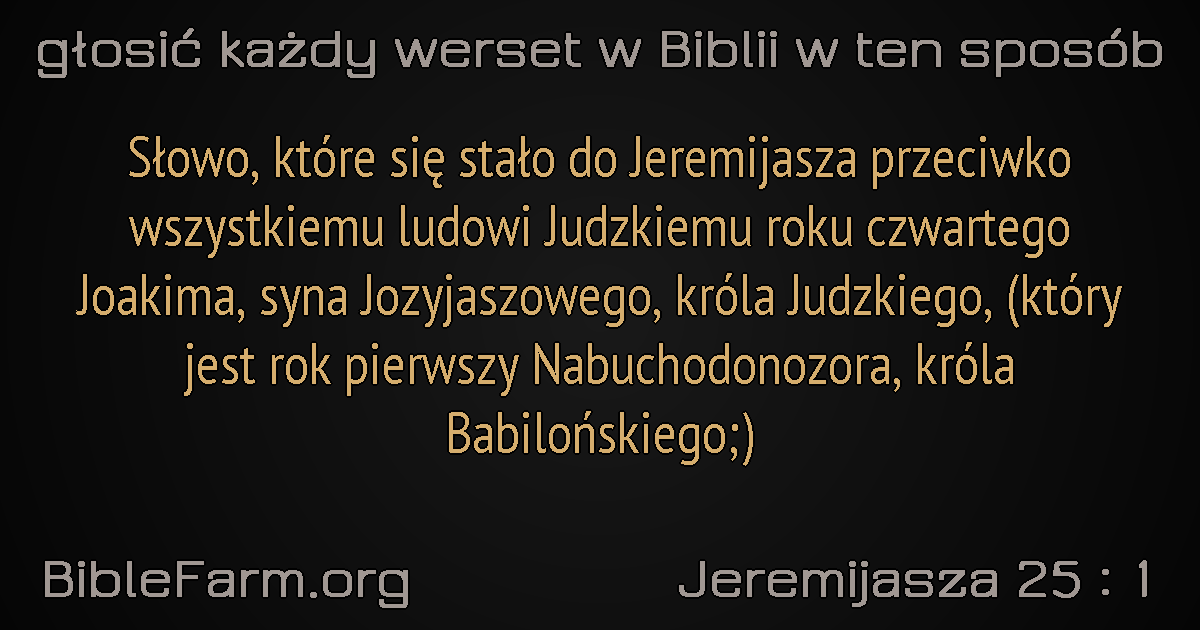 głosić każdy werset w Biblii w ten sposób
Słowo, które się stało do Jeremijasza przeciwko
wszystkiemu ludowi Judzkiemu roku czwartego
Joakima, syna Jozyjaszowego, króla Judzkiego, (który
jest rok pierwszy Nabuchodonozora, króla
Babilońskiego;)
BibleFarm.org
Jeremijasza 25 : 1